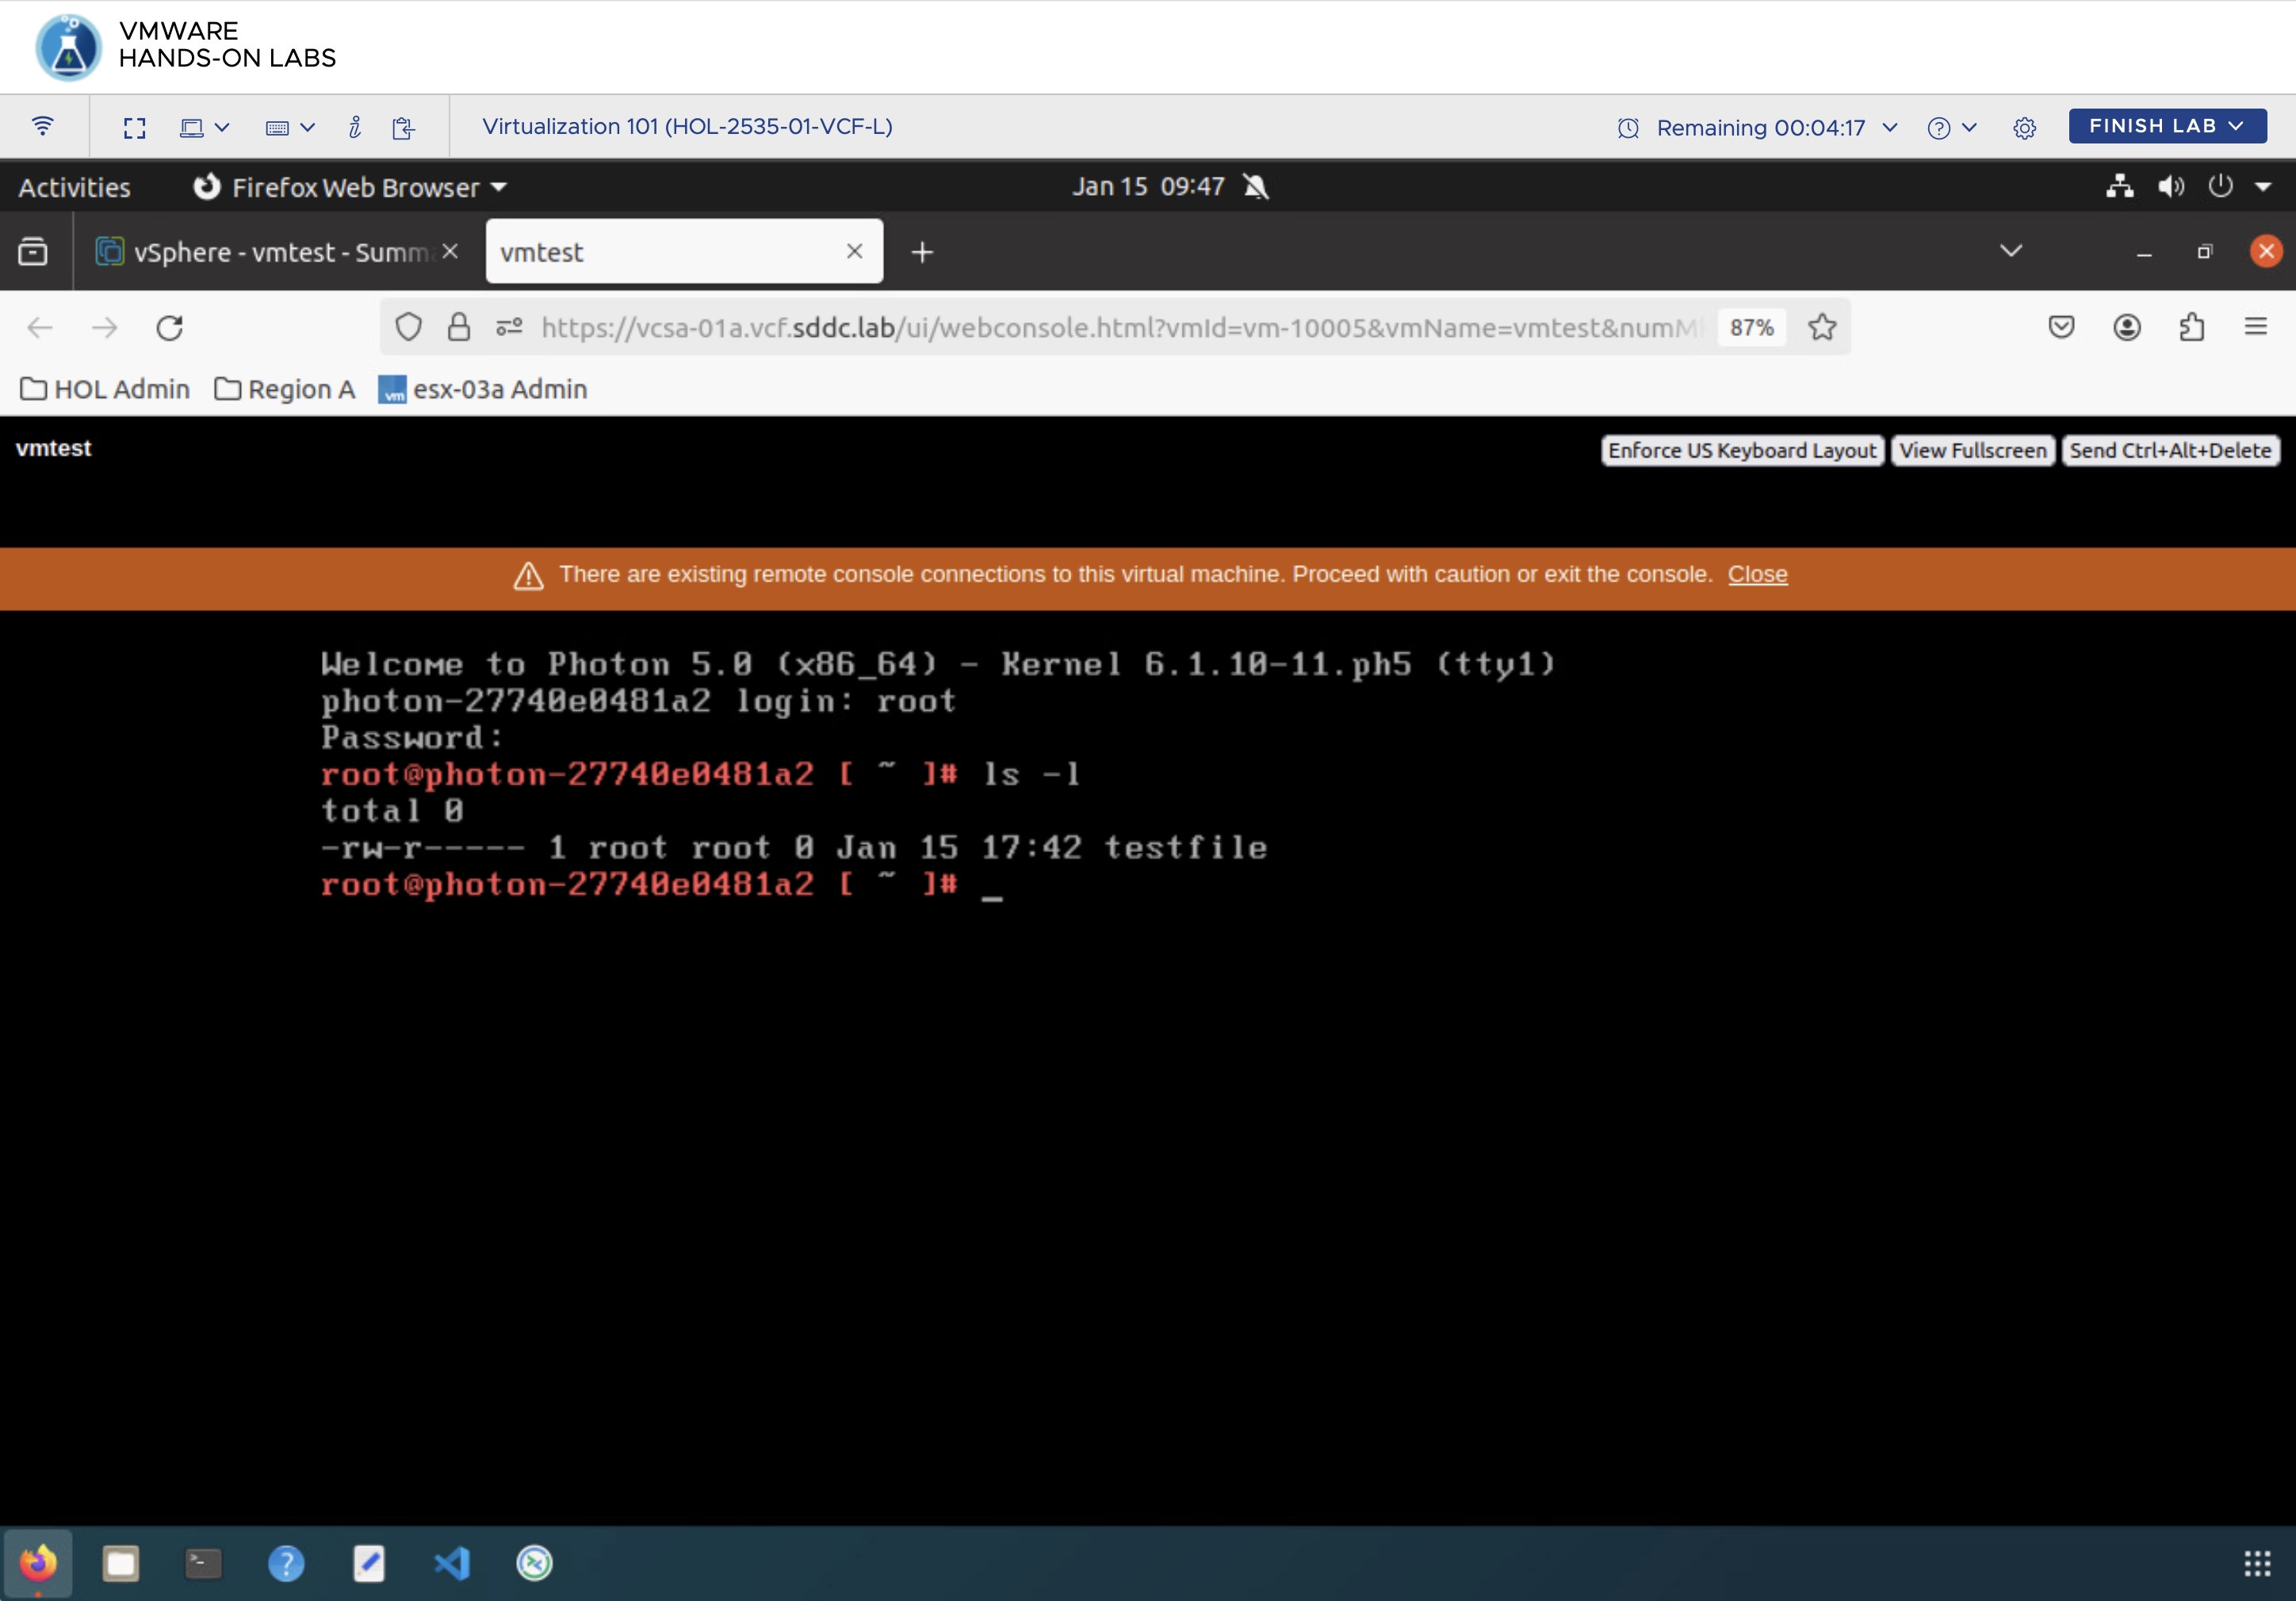 VMWARE
HANDS-ON LABS
Virtualization 101 (HOL-2535-01-VCF-L)
Remaining 00:04:17
FINISH LAB
Activities
Firefox Web Browser
Jan 15 09:47
vSphere - vmtest - Summ
vmtest
https://vcsa-01a.vcf.sddc.lab/ui/webconsole.html?vmId=vm-10005&vmName=vmtest&numM
87%
HOL Admin
Region A
vm
esx-03a Admin
vmtest
Enforce US Keyboard Layout
View Fullscreen
Send Ctrl+Alt+Delete
There are existing remote console connections to this virtual machine. Proceed with caution or exit the console. Close
Welcome to Photon 5.0 (x86_64) - Kernel 6.1.10-11.ph5 (tty1)
photon-27740e0481a2 login: root
Password:
root@photon-27740e0481a2 [ ~ ]# ls -l
total 0
-rw-r----- 1 root root 0 Jan 15 17:42 testfile
root@photon-27740e0481a2 [ ~ ]# _